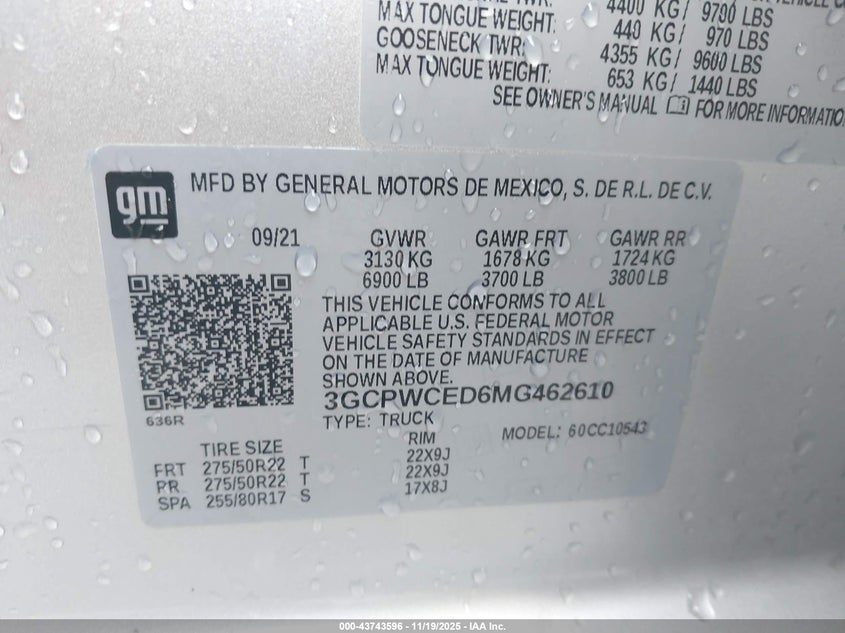 4400 KG/ 9700 LBS
MAX TONGUE WEIGHT: 440 KG/ 970 LBS
GOOSENECK TWR: 4355 KG/ 9600 LBS
MAX TONGUE WEIGHT: 653 KG/ 1440 LBS
SEE OWNER'S MANUAL FOR MORE INFORMATIO
gm
MFD BY GENERAL MOTORS DE MEXICO, S. DE R.L. DE C.V.
09/21 GVWR GAWR FRT GAWR RR
3130 KG 1678 KG 1724 KG
6900 LB 3700 LB 3800 LB
THIS VEHICLE CONFORMS TO ALL
APPLICABLE U.S. FEDERAL MOTOR
VEHICLE SAFETY STANDARDS IN EFFECT
ON THE DATE OF MANUFACTURE
SHOWN ABOVE.
3GCPWCED6MG462610
636R
TYPE: TRUCK
MODEL: 60CC10543
TIRE SIZE RIM
FRT 275/50R22 T 22X9J
PR 275/50R22 T 22X9J
SPA 255/80R17 S 17X8J
000-43743596 - 11/19/2025 - IAA Inc.